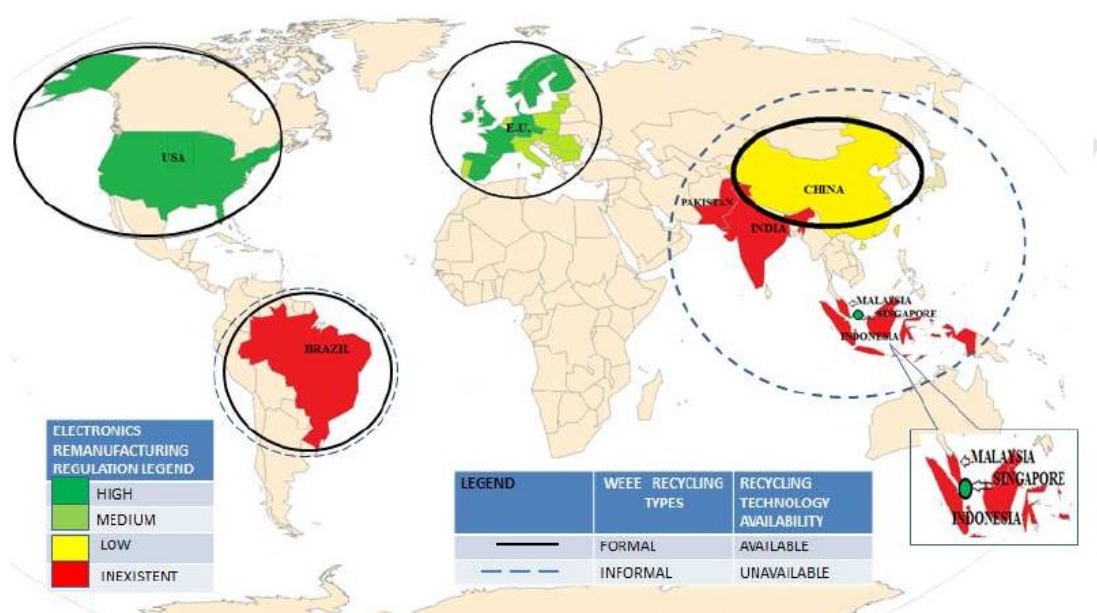 USA
E.U.
CHINA
PAKISTAN
INDIA
MALAYSIA
SINGAPORE
INDONESIA
BRAZIL
ELECTRONICS
REMANUFACTURING
REGULATION LEGEND
HIGH
MEDIUM
LOW
INEXISTENT
LEGEND WEEE RECYCLING TYPES RECYCLING TECHNOLOGY AVAILABILITY
FORMAL AVAILABLE
INFORMAL UNAVAILABLE
MALAYSIA
SINGAPORE
INDONESIA